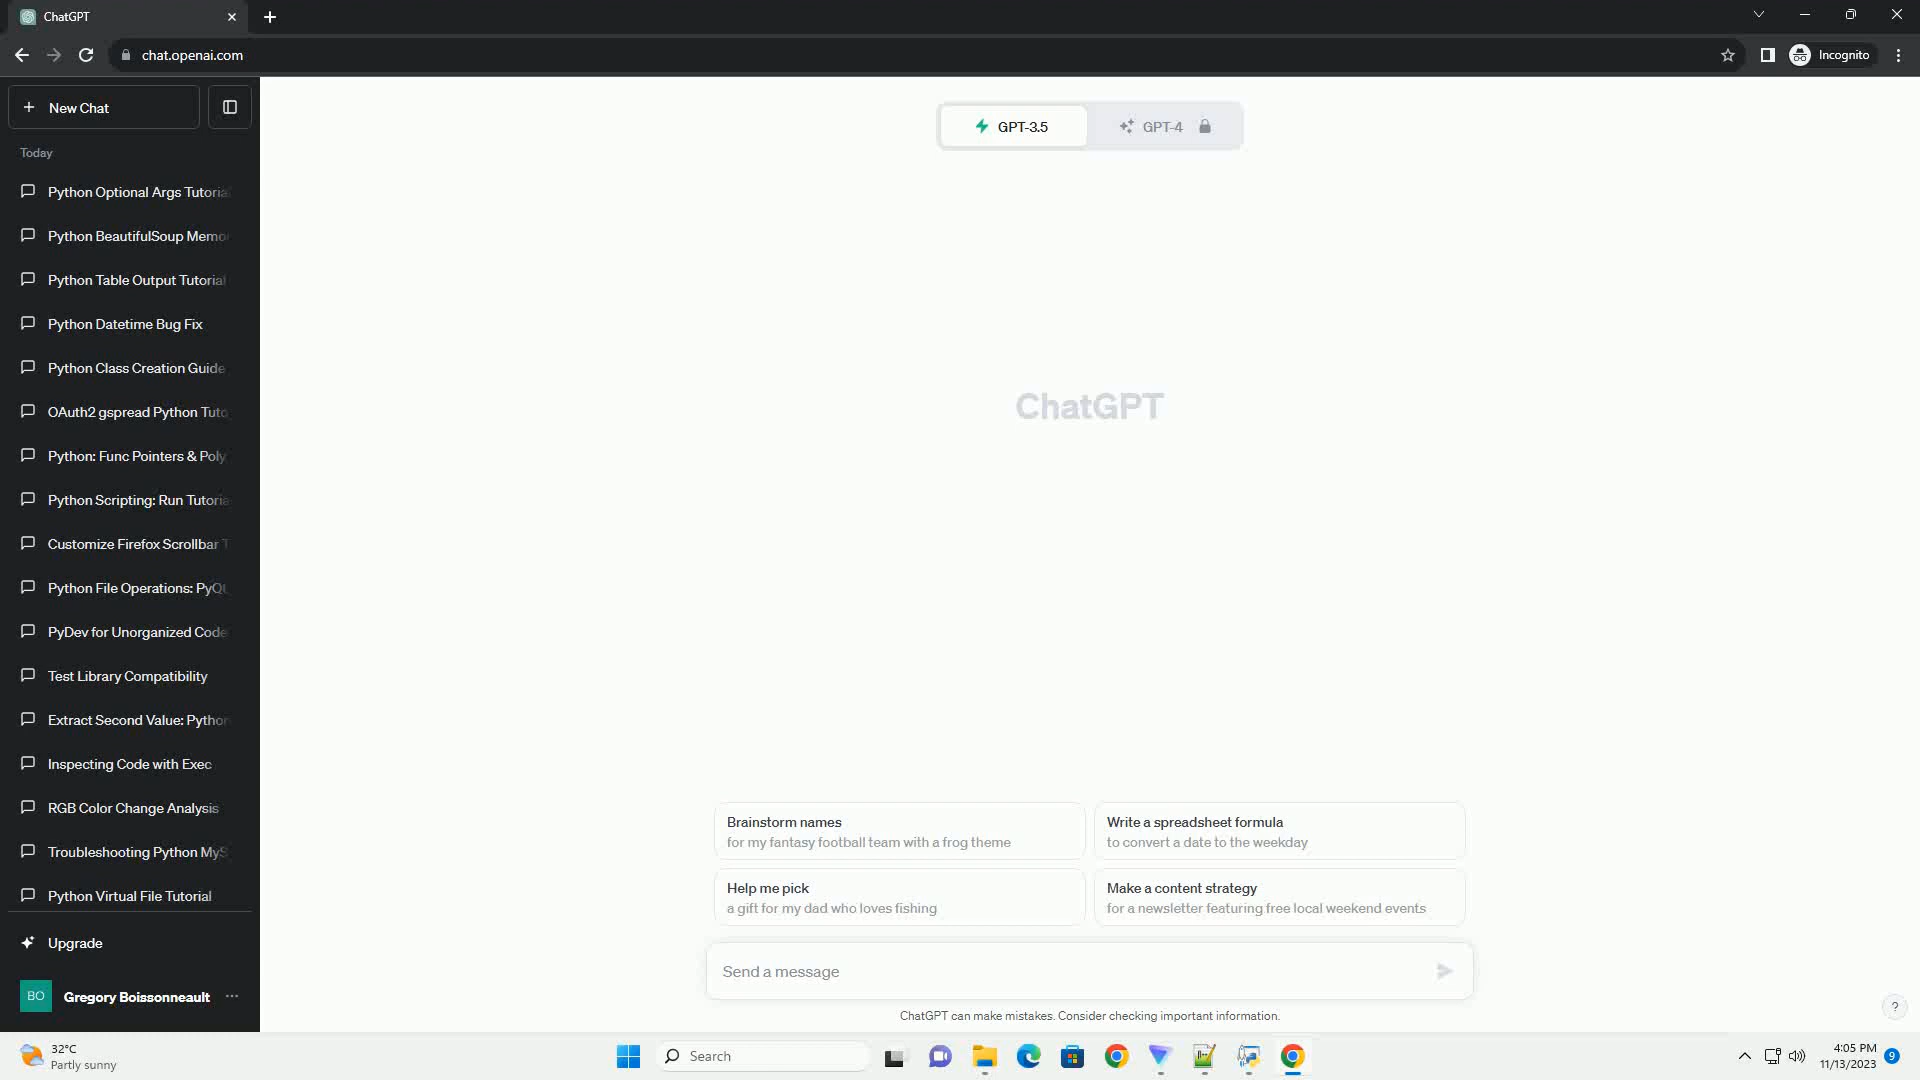 ChatGPT
chat.openai.com
Incognito
New Chat
Today
Python Optional Args Tutoria
Python BeautifulSoup Memo
Python Table Output Tutorial
Python Datetime Bug Fix
Python Class Creation Guide
OAuth2 gspread Python Tuto
Python: Func Pointers & Poly
Python Scripting: Run Tutoria
Customize Firefox Scrollbar T
Python File Operations: PyQt
PyDev for Unorganized Code
Test Library Compatibility
Extract Second Value: Python
Inspecting Code with Exec
RGB Color Change Analysis
Troubleshooting Python MyS
Python Virtual File Tutorial
Upgrade
BO
Gregory Boissonneault
GPT-3.5
GPT-4
ChatGPT
Brainstorm names
for my fantasy football team with a frog theme
Write a spreadsheet formula
to convert a date to the weekday
Help me pick
a gift for my dad who loves fishing
Make a content strategy
for a newsletter featuring free local weekend events
Send a message
ChatGPT can make mistakes. Consider checking important information.
?
32°C
Partly sunny
Search
4:05 PM
11/13/2023
9